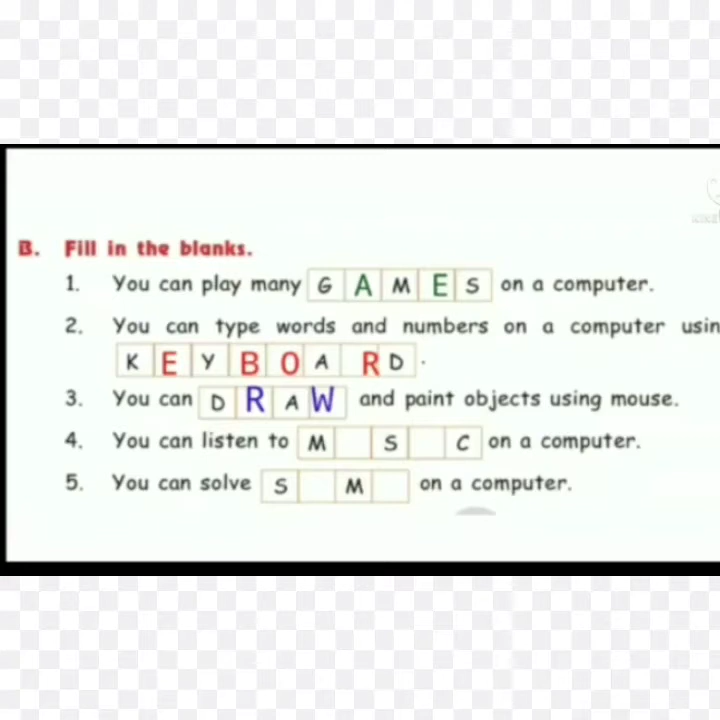 B. Fill in the blanks.
1. You can play many G A M E S on a computer.
2. You can type words and numbers on a computer usin
K E Y B O A R D .
3. You can D R A W and paint objects using mouse.
4. You can listen to M S C on a computer.
5. You can solve S M on a computer.